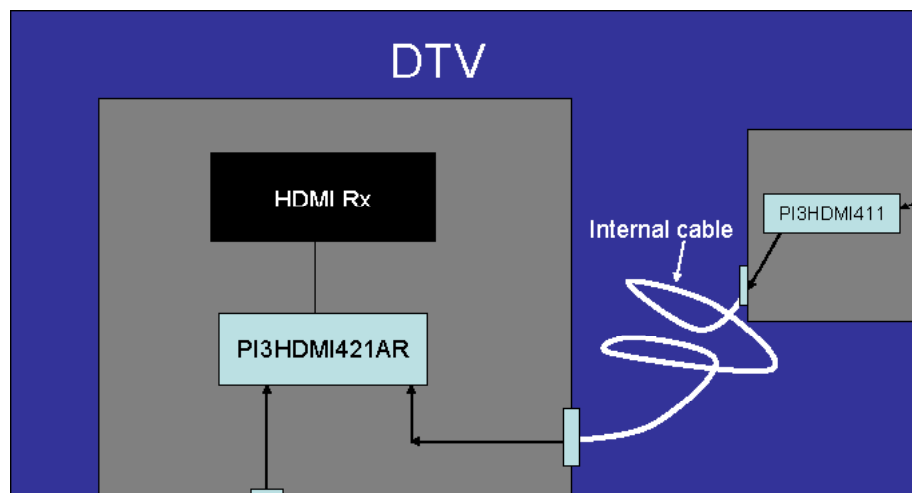 DTV
HDMI Rx
PI3HDMI411
Internal cable
PI3HDMI421AR